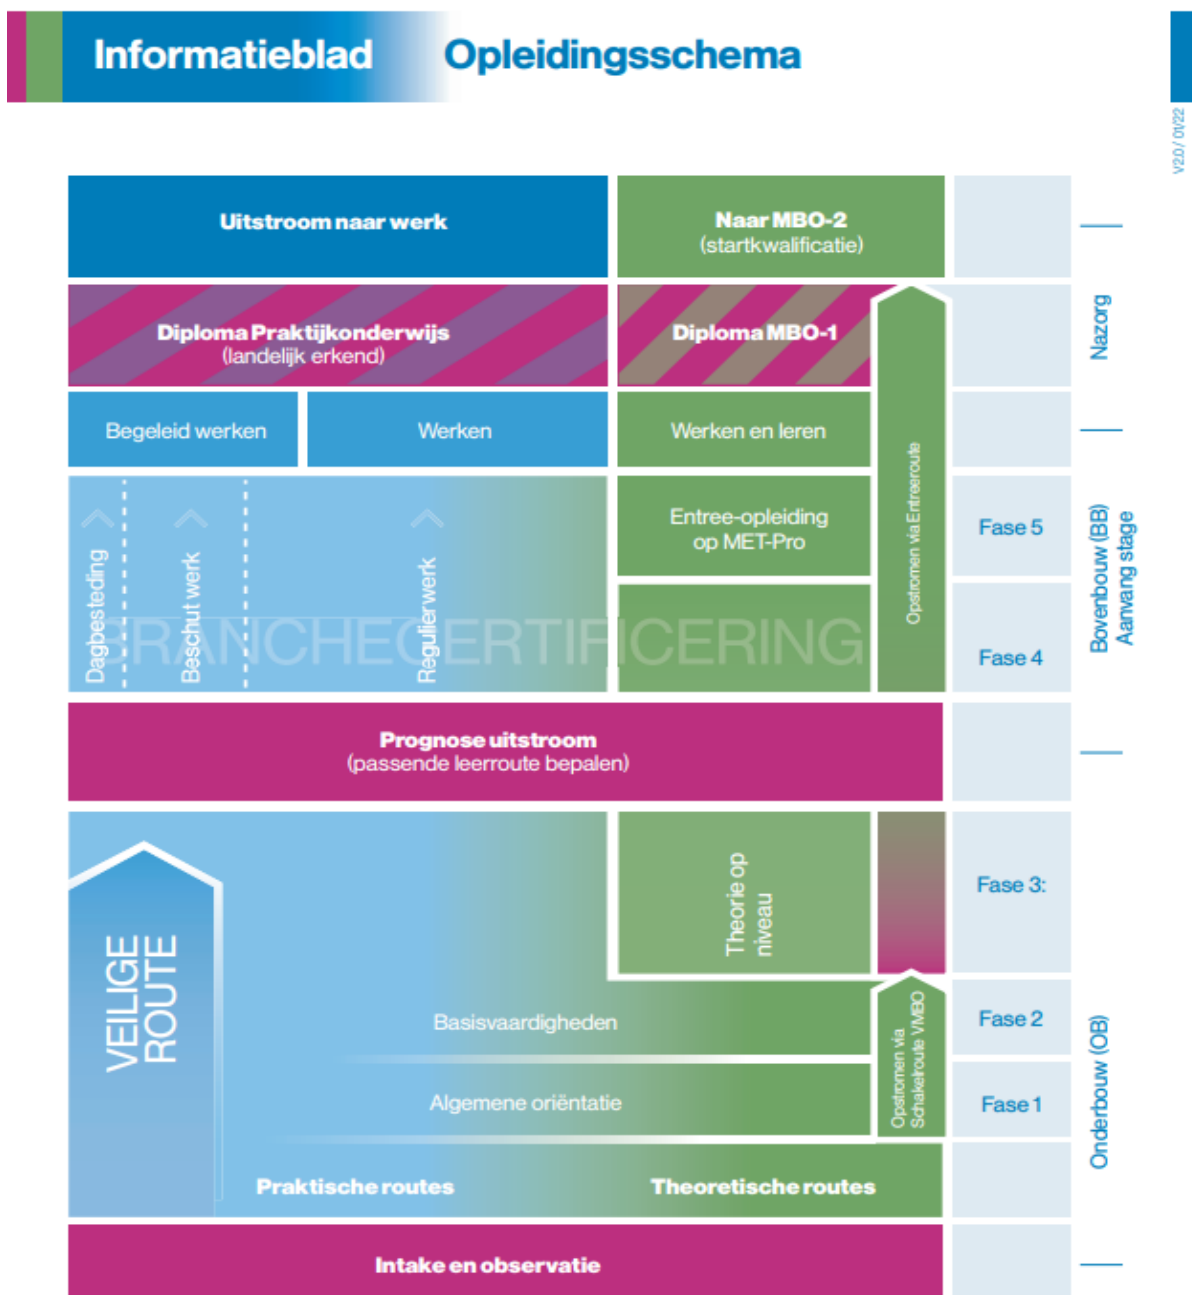 Informatieblad Opleidingsschema
V2.0 / 01/22
Uitstroom naar werk
Naar MBO-2
(startkwalificatie)
Diploma Praktijkonderwijs
(landelijk erkend)
Diploma MBO-1
Nazorg
Begeleid werken
Werken
Werken en leren
Opstromen via Entreeroute
Dagbesteding
Beschut werk
Regulier werk
Entree-opleiding
op MET-Pro
Fase 5
Bovenbouw (BB)
Aanvang stage
BRANCHECERTIFICERING
Fase 4
Prognose uitstroom
(passende leerroute bepalen)
VEILIGE
ROUTE
Theorie op
niveau
Fase 3:
Basisvaardigheden
Opstromen via
Schakelroute VMBO
Fase 2
Algemene oriëntatie
Fase 1
Onderbouw (OB)
Praktische routes
Theoretische routes
Intake en observatie